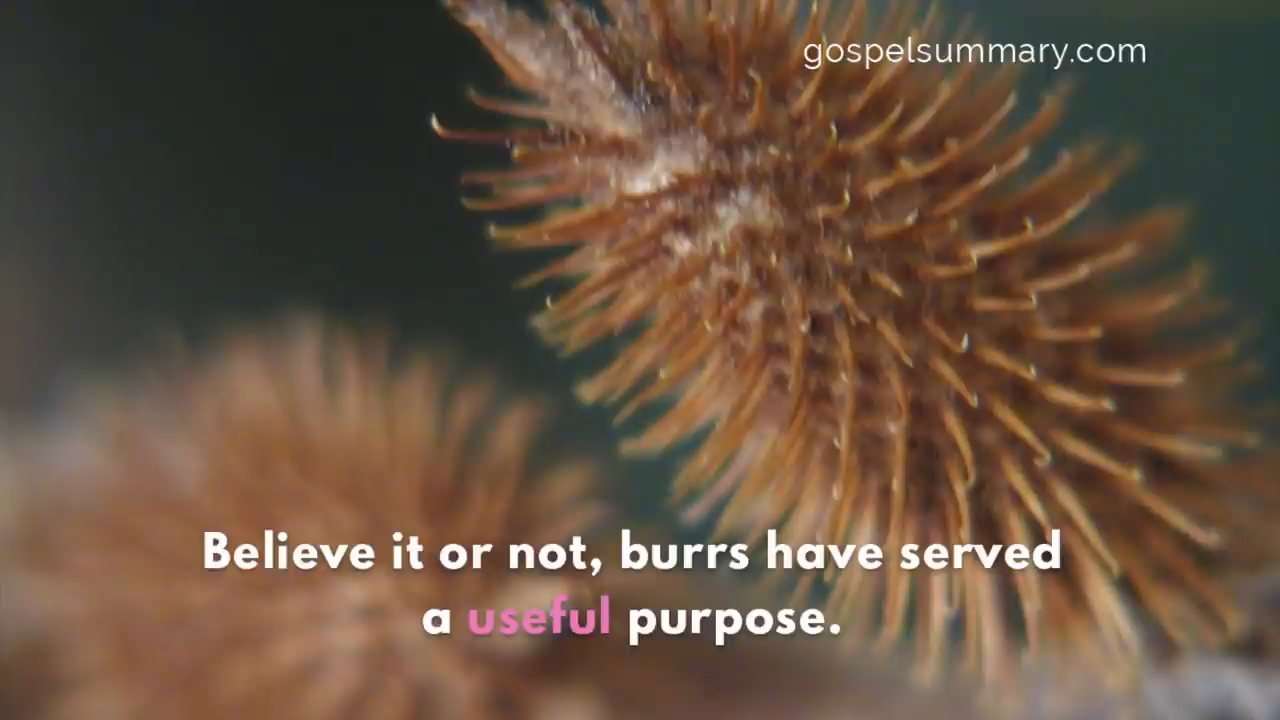 gospelsummary.com
Believe it or not, burrs have served
a useful purpose.